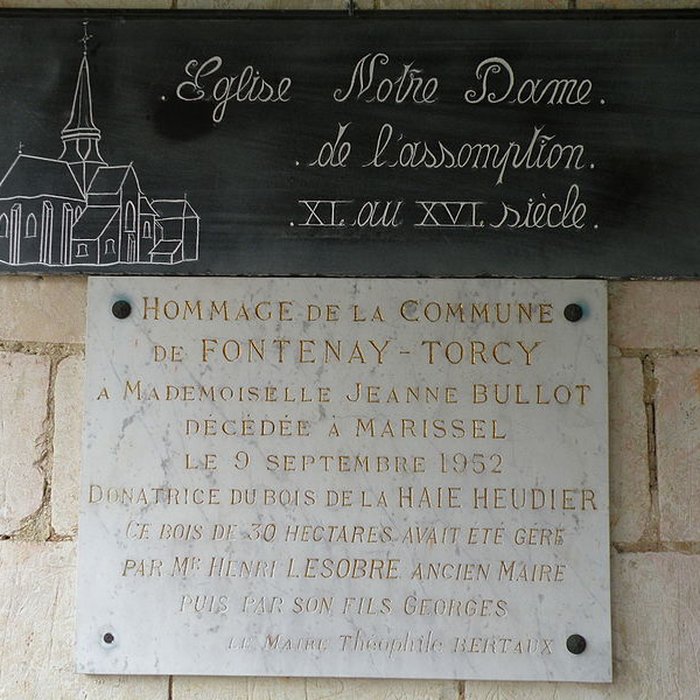 .Eglise Notre Dame.
.de l'assomption.
.XI. au XVI. siècle.
HOMMAGE DE LA COMMUNE
DE FONTENAY-TORCY
A MADEMOISELLE JEANNE BULLOT
DÉCÉDÉE A MARISSEL
LE 9 SEPTEMBRE 1952
DONATRICE DU BOIS DE LA HAIE HEUDIER
CE BOIS DE 30 HECTARES AVAIT ÉTÉ GÉRÉ
PAR MR HENRI LESOBRE ANCIEN MAIRE
PUIS PAR SON FILS GEORGES
LE MAIRE Théophile BERTAUX